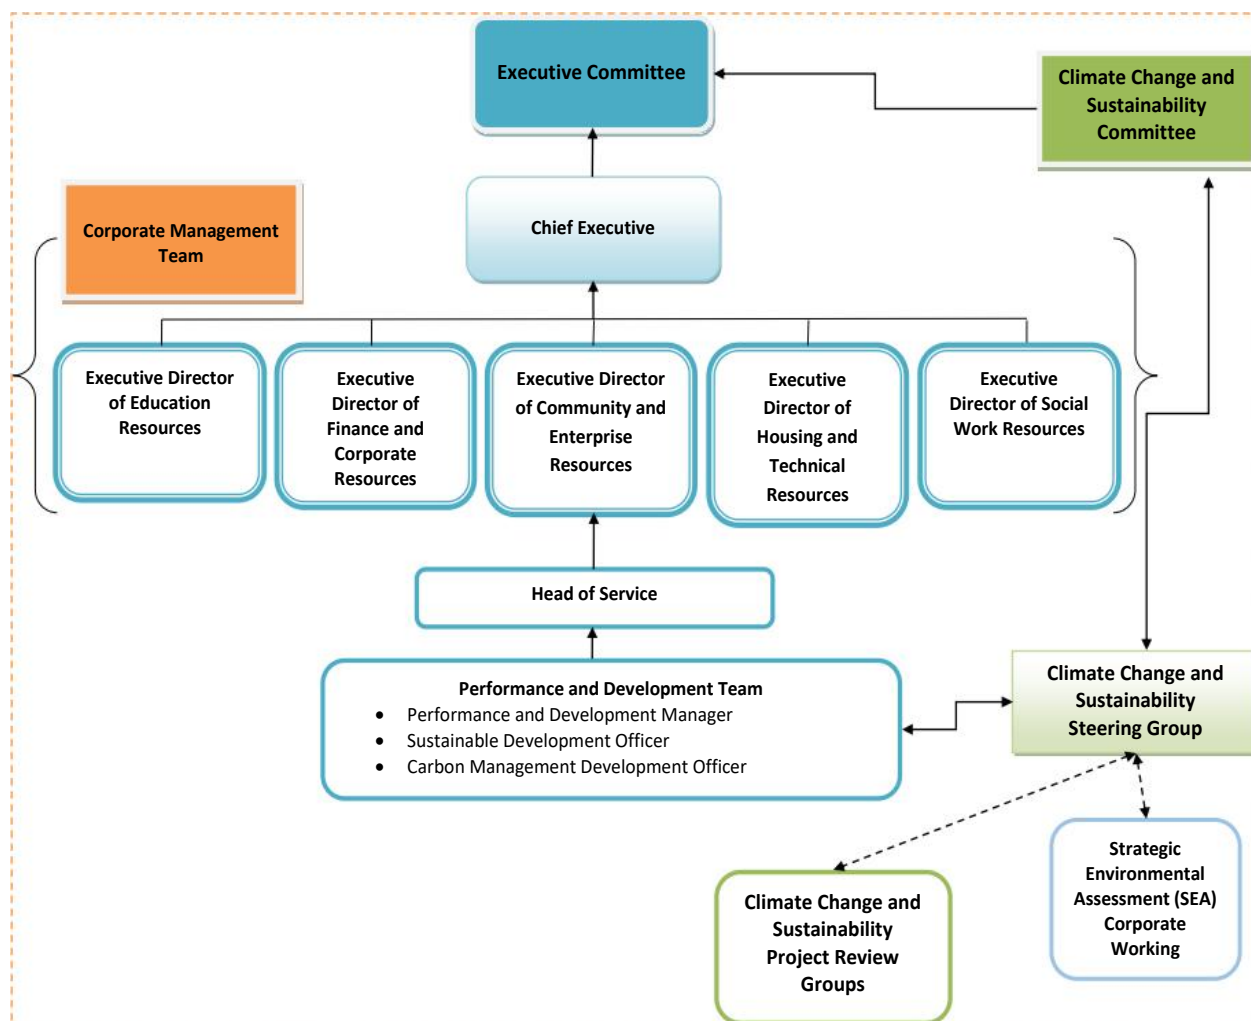 Executive Committee
Climate Change and
Sustainability
Committee
Corporate Management
Team
Chief Executive
Executive Director
of Education
Resources
Executive
Director of
Finance and
Corporate
Resources
Executive Director
of Community and
Enterprise
Resources
Executive
Director of
Housing and
Technical
Resources
Executive
Director of Social
Work Resources
Head of Service
Performance and Development Team
• Performance and Development Manager
• Sustainable Development Officer
• Carbon Management Development Officer
Climate Change and
Sustainability
Steering Group
Climate Change and
Sustainability
Project Review
Groups
Strategic
Environmental
Assessment (SEA)
Corporate
Working